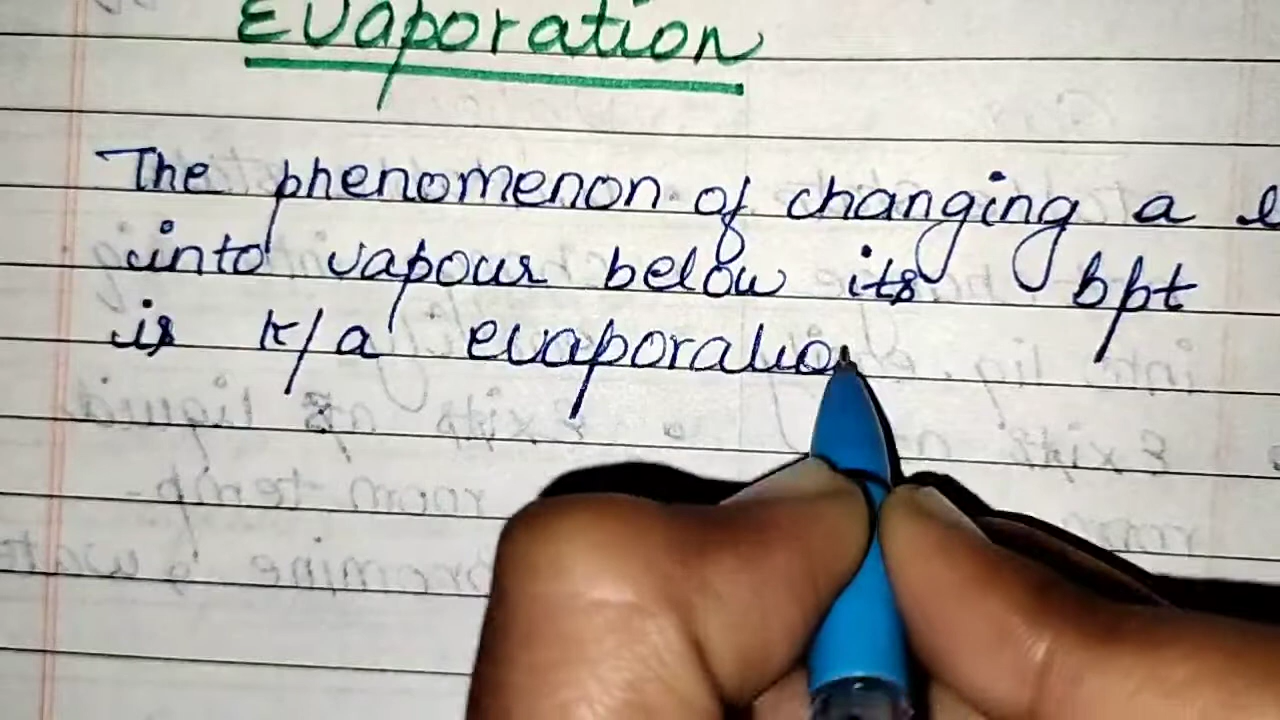 Evaporation
The phenomenon of changing a
into vapour below its bpt
is k/a evaporatio